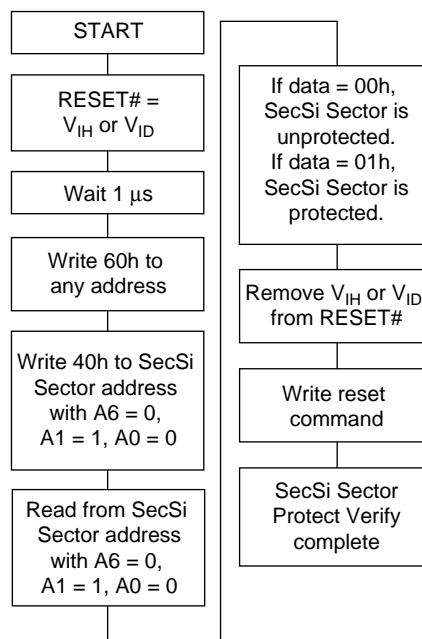 START
RESET# =
VIH or VID
Wait 1 μs
Write 60h to
any address
Write 40h to SecSi
Sector address
with A6 = 0,
A1 = 1, A0 = 0
Read from SecSi
Sector address
with A6 = 0,
A1 = 1, A0 = 0
If data = 00h,
SecSi Sector is
unprotected.
If data = 01h,
SecSi Sector is
protected.
Remove VIH or VID
from RESET#
Write reset
command
SecSi Sector
Protect Verify
complete